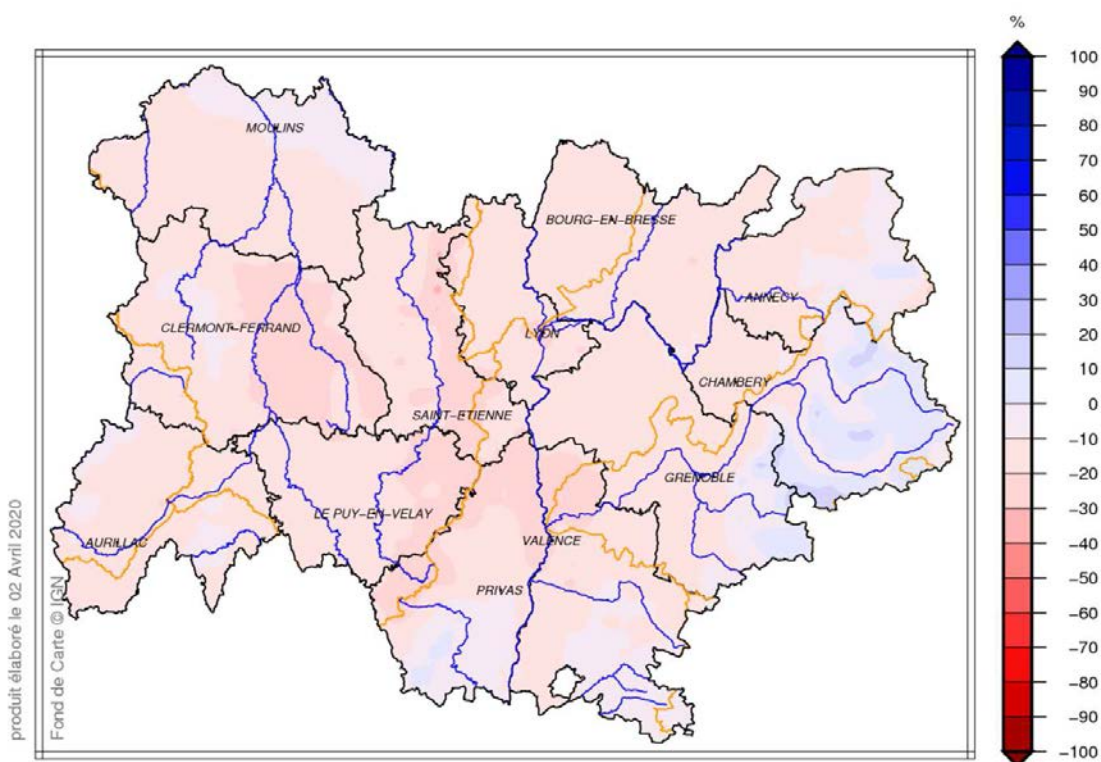 %
100
90
80
70
60
50
40
30
20
10
0
-10
-20
-30
-40
-50
-60
-70
-80
-90
-100
MOULINS
BOURG-EN-BRESSE
ANNECY
CLERMONT-FERRAND
LYON
CHAMBERY
SAINT-ETIENNE
GRENOBLE
LE PUY-EN-VELAY
AURILLAC
VALENCE
PRIVAS
produit élaboré le 02 Avril 2020
Fond de Carte © IGN